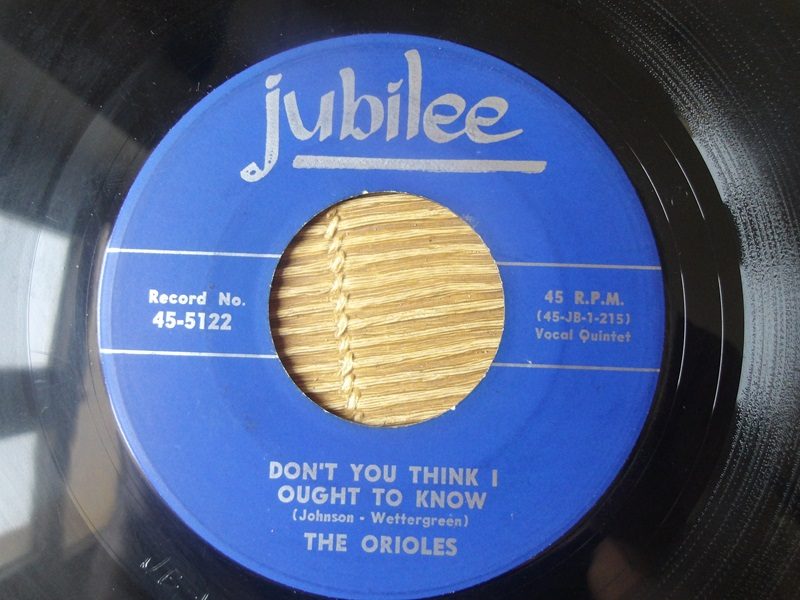 jubilee
Record No.
45-5122
45 R.P.M.
(45-JB-1-215)
Vocal Quintet
DON'T YOU THINK I
OUGHT TO KNOW
(Johnson - Wettergreen)
THE ORIOLES